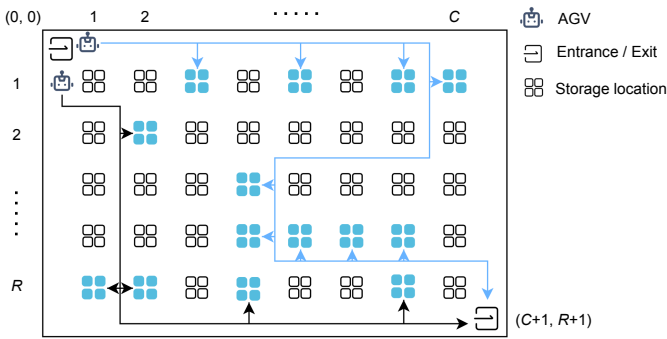 (0, 0) 1 2 ····· C
AGV
Entrance / Exit
1
Storage location
2
······
R
(C+1, R+1)